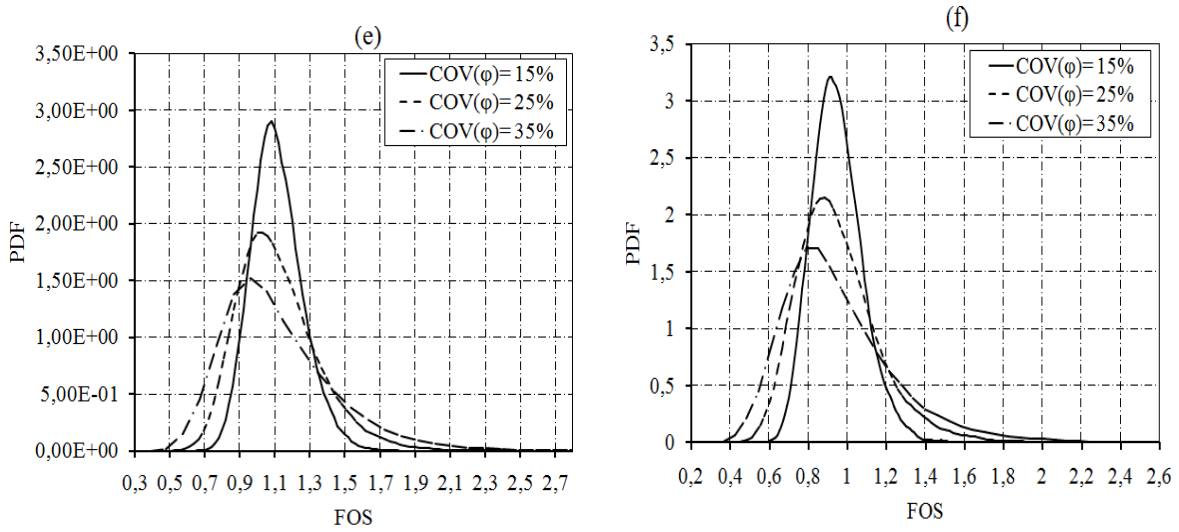 (e)
3,50E+00
3,00E+00
2,50E+00
2,00E+00
1,50E+00
1,00E+00
5,00E-01
0,00E+00
PDF
COV(φ)= 15%
COV(φ)= 25%
COV(φ)= 35%
0,3 0,5 0,7 0,9 1,1 1,3 1,5 1,7 1,9 2,1 2,3 2,5 2,7
FOS
(f)
3,5
3
2,5
2
1,5
1
0,5
0
PDF
COV(φ)= 15%
COV(φ)= 25%
COV(φ)= 35%
0,2 0,4 0,6 0,8 1 1,2 1,4 1,6 1,8 2 2,2 2,4 2,6
FOS